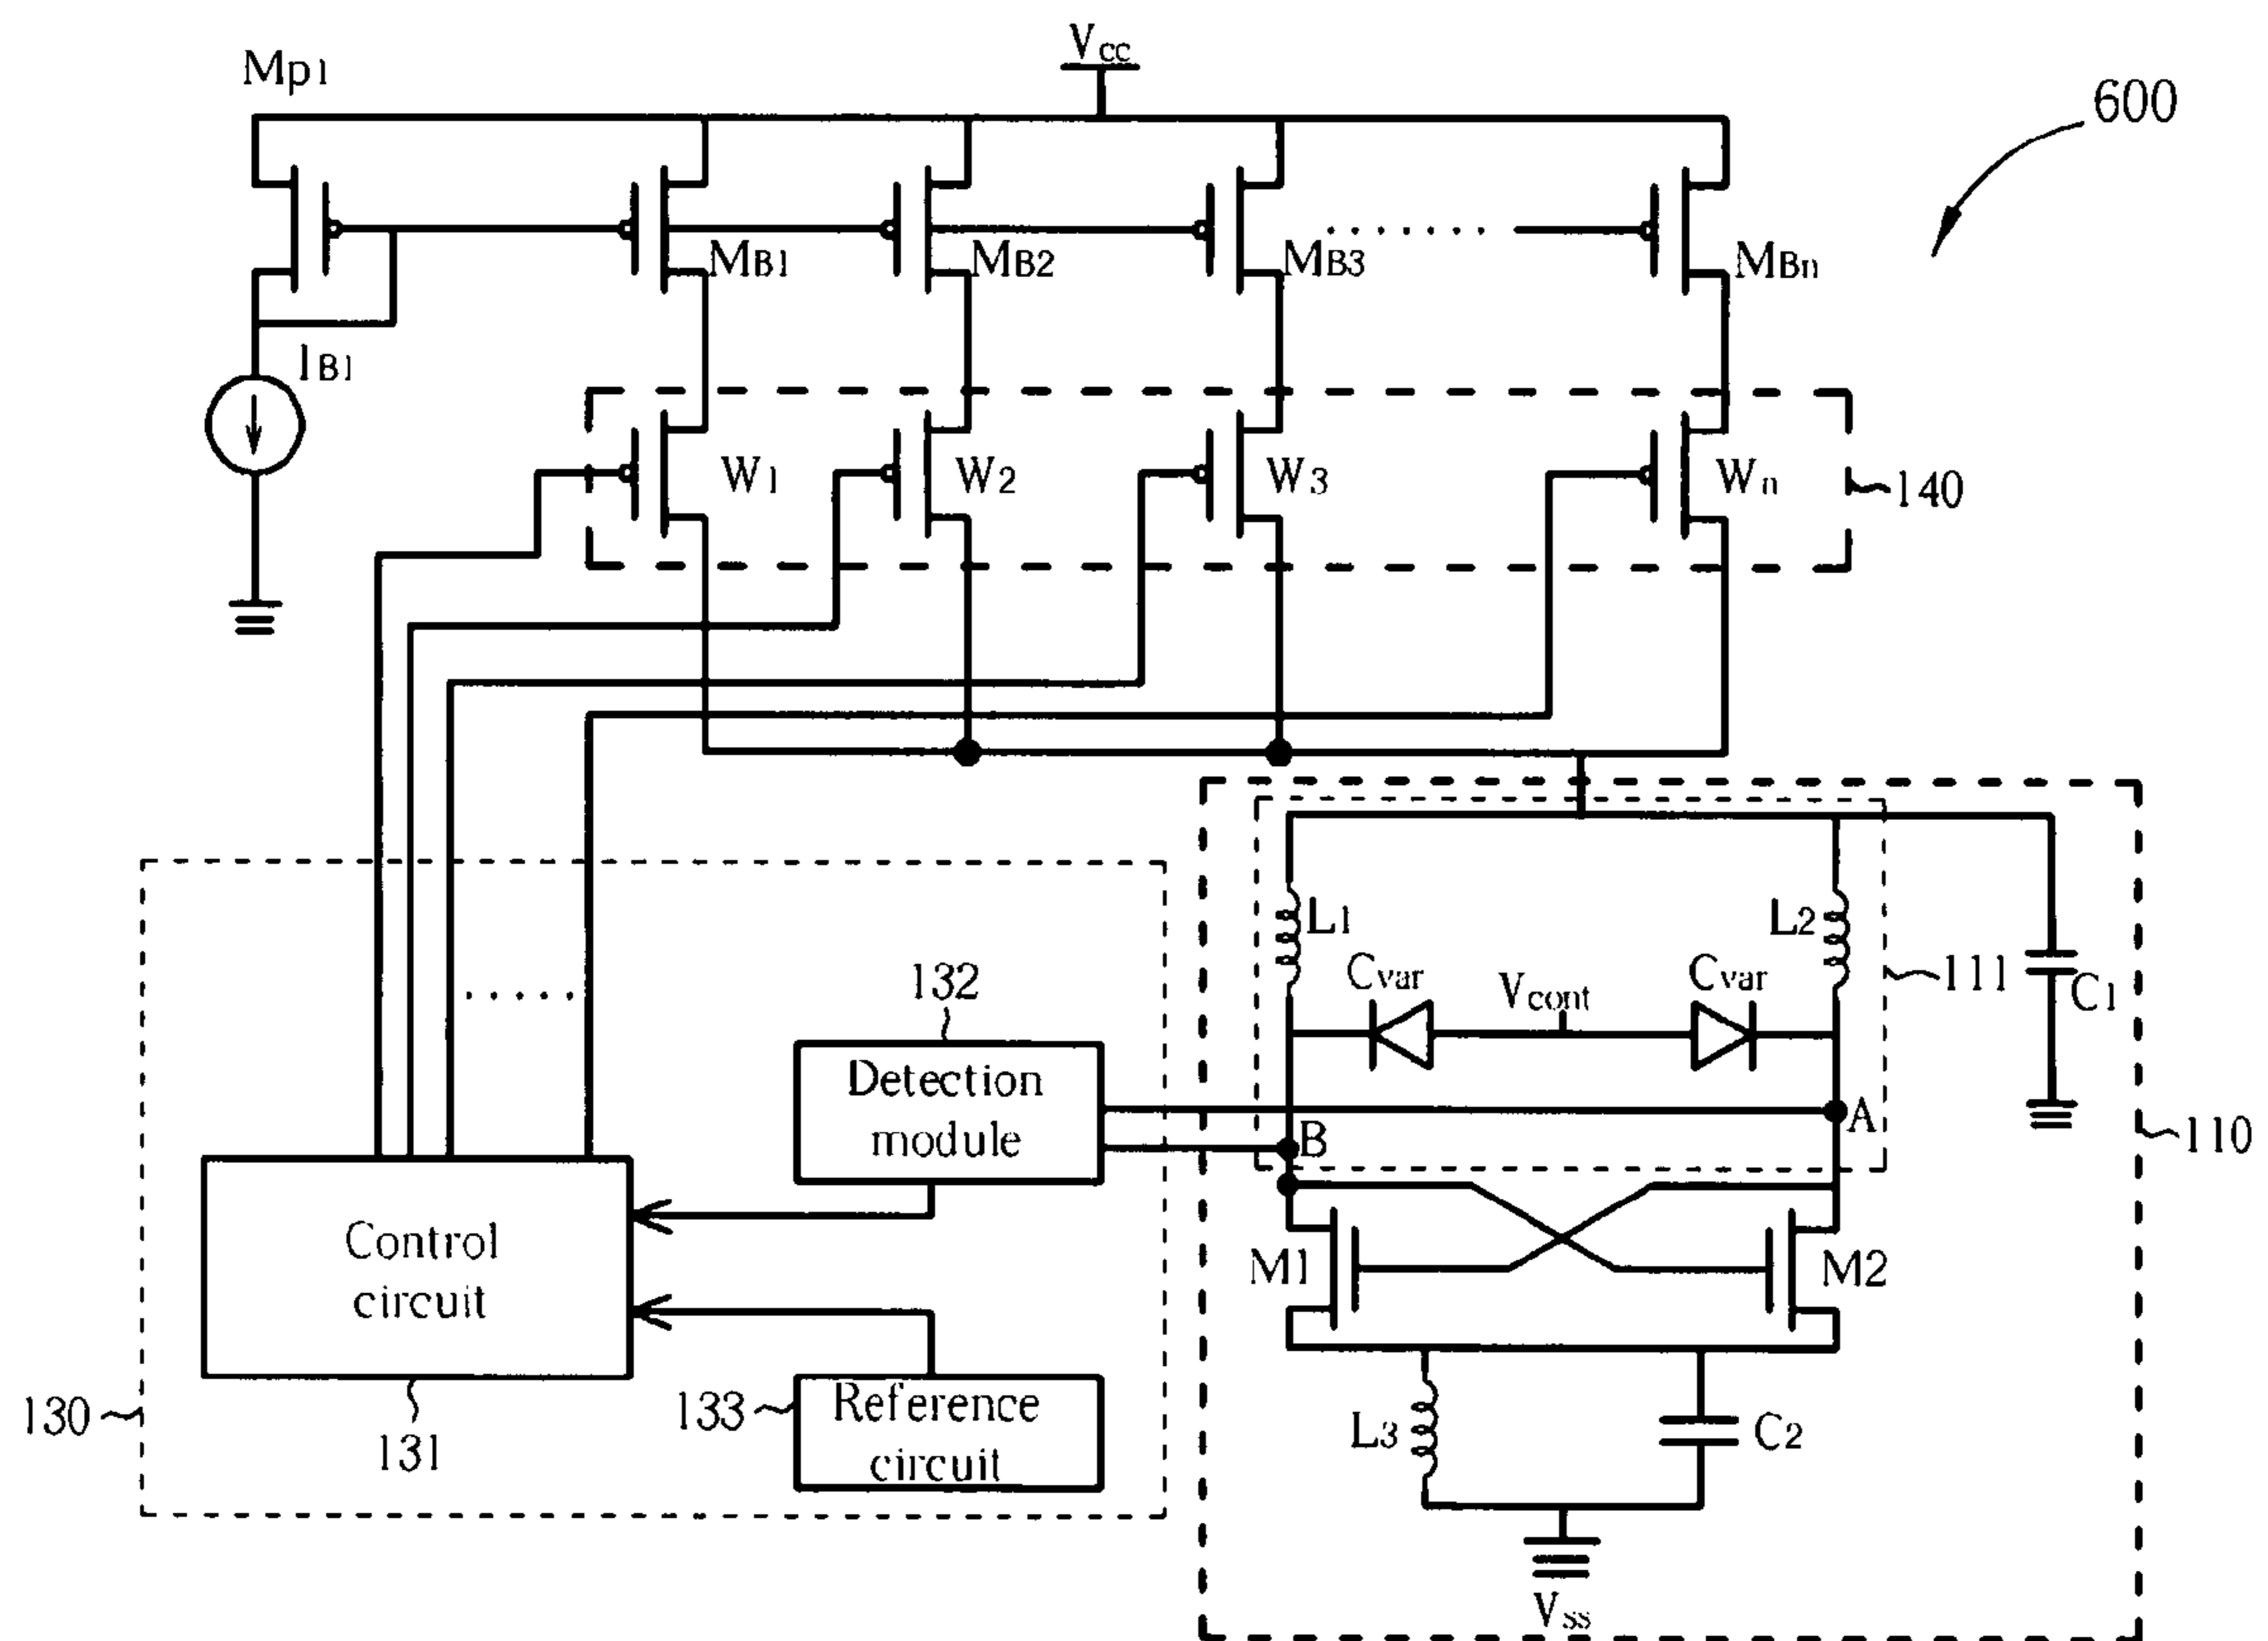 Vcc
Mp1
600
MB1
MB2
MB3
MBn
IB1
W1
W2
W3
Wn
140
L1
L2
Cvar
Vcont
Cvar
111
C1
132
Detection
module
B
A
110
Control
circuit
M1
M2
133
Reference
circuit
L3
C2
130
131
Vss